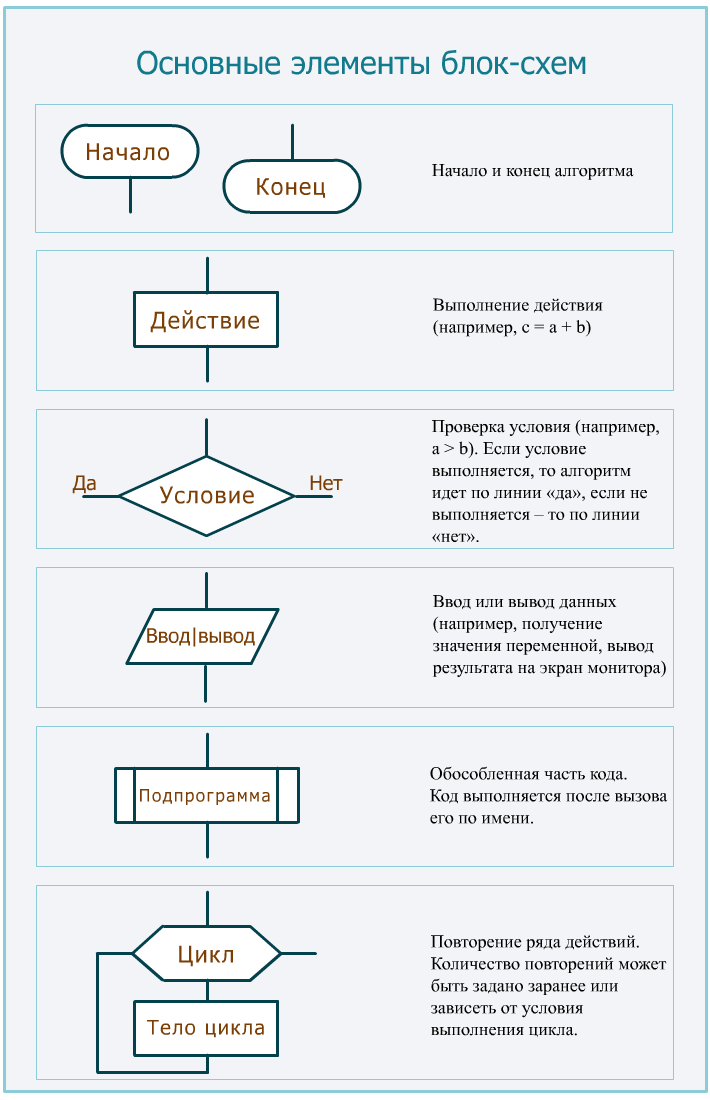 Основные элементы блок-схем
Начало
Конец
Начало и конец алгоритма
Действие
Выполнение действия
(например, c = a + b)
Да
Условие
Нет
Проверка условия (например,
a > b). Если условие
выполняется, то алгоритм
идет по линии «да», если не
выполняется – то по линии
«нет».
Ввод|вывод
Ввод или вывод данных
(например, получение
значения переменной, вывод
результата на экран монитора)
Подпрограмма
Обособленная часть кода.
Код выполняется после вызова
его по имени.
Цикл
Тело цикла
Повторение ряда действий.
Количество повторений может
быть задано заранее или
зависеть от условия
выполнения цикла.